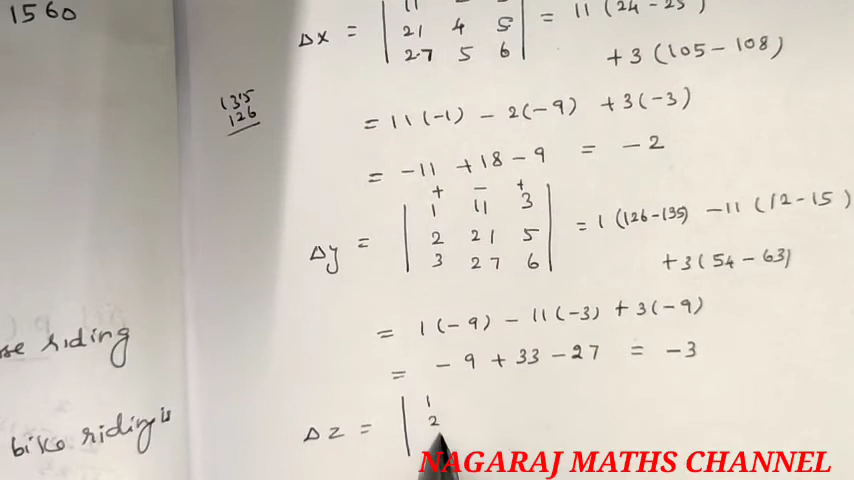 1560
Δx = | 11
21 4 5
27 5 6 | = 11 (24 - 25)
+ 3 (105 - 108)
135
126
= 11 (-1) - 2 (-9) + 3 (-3)
= -11 + 18 - 9 = -2
+ - +
Δy = | 1 11 3
2 21 5
3 27 6 | = 1 (126-135) - 11 (12 - 15)
+3 (54 - 63)
= 1 (-9) - 11 (-3) + 3 (-9)
= - 9 + 33 - 27 = -3
Δz = | 1
2
riding
bike riding is
NAGARAJ MATHS CHANNEL